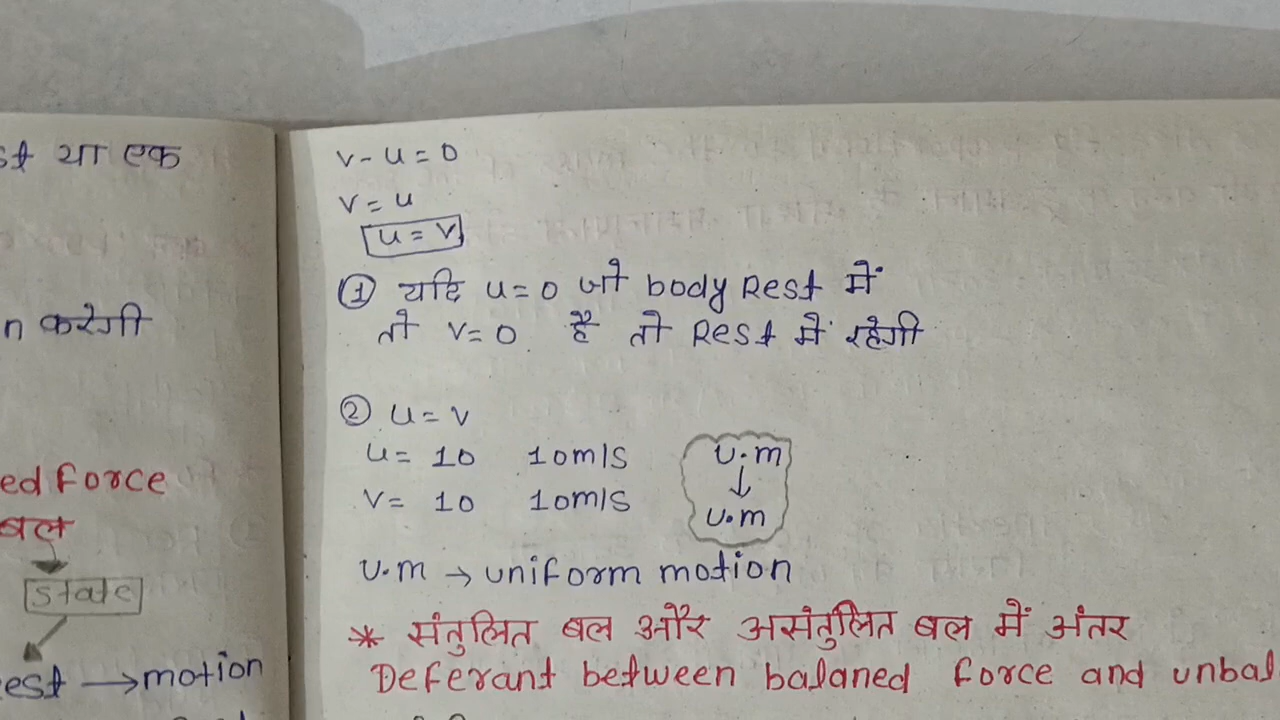 st या एक
n करेगी
ed force
बल
state
est → motion
v - u = 0
v = u
u = v
① यदि u = 0 जो body Rest में
तो v = 0 है तो Rest में रहेगी
② u = v
u = 10 10m/s
v = 10 10m/s
U.m
↓
U.m
U.m → uniform motion
* संतुलित बल और असंतुलित बल में अंतर
Deferant between balaned force and unbal